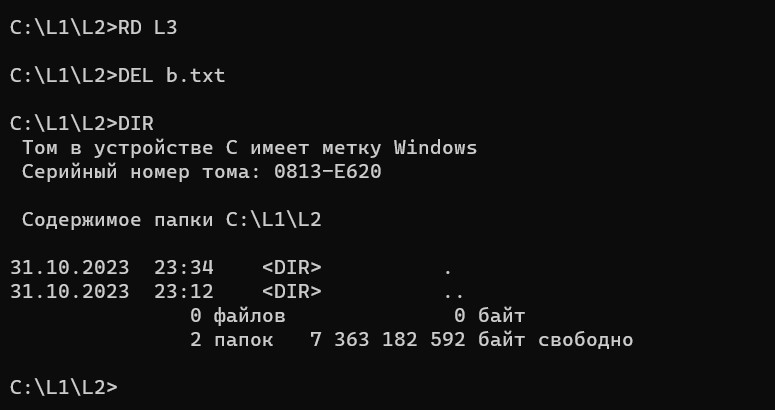 C:\L1\L2>RD L3
C:\L1\L2>DEL b.txt
C:\L1\L2>DIR
Том в устройстве C имеет метку Windows
Серийный номер тома: 0813-E620
Содержимое папки C:\L1\L2
31.10.2023  23:34    <DIR>          .
31.10.2023  23:12    <DIR>          ..
0 файлов              0 байт
2 папок   7 363 182 592 байт свободно
C:\L1\L2>